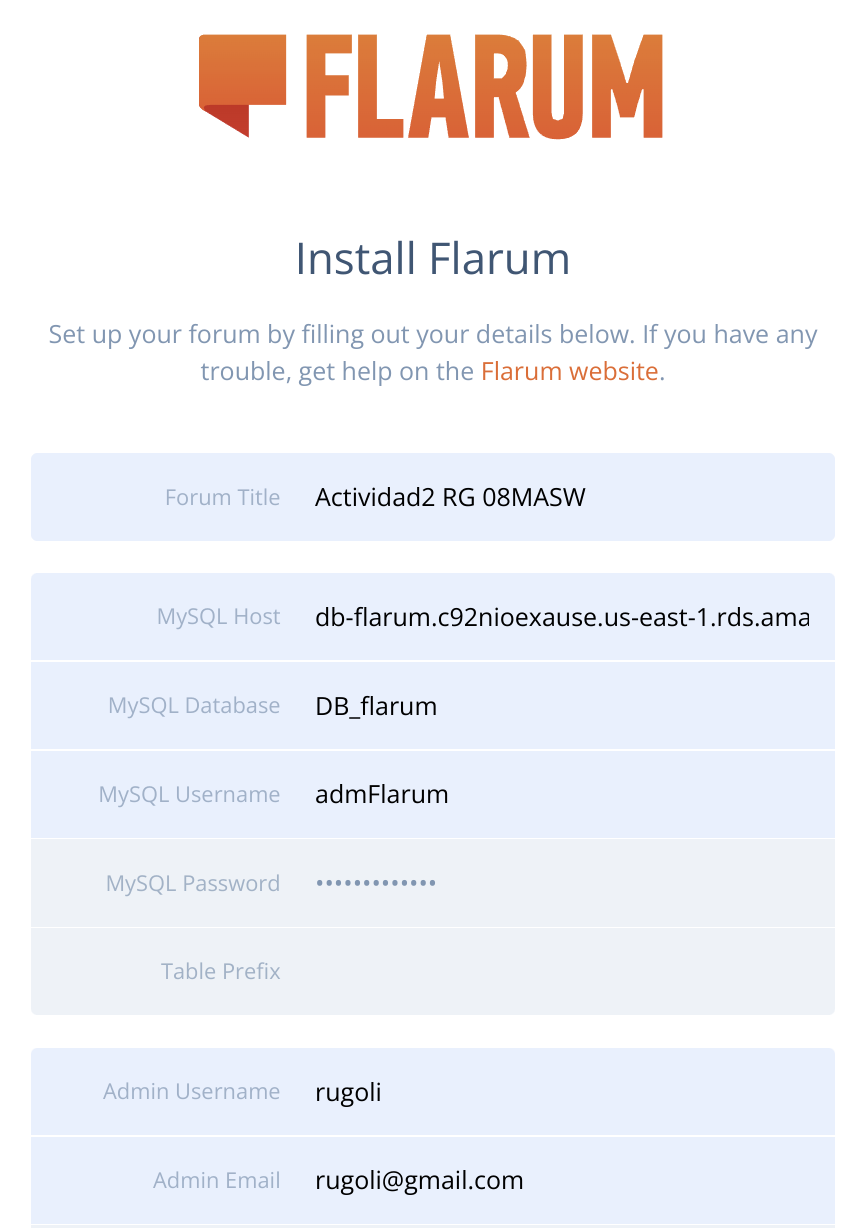 FLARUM
Install Flarum
Set up your forum by filling out your details below. If you have any
trouble, get help on the Flarum website.
Forum Title Actividad2 RG 08MASW
MySQL Host db-flarum.c92nioexause.us-east-1.rds.ama
MySQL Database DB_flarum
MySQL Username admFlarum
MySQL Password •••••••••••••
Table Prefix
Admin Username rugoli
Admin Email rugoli@gmail.com